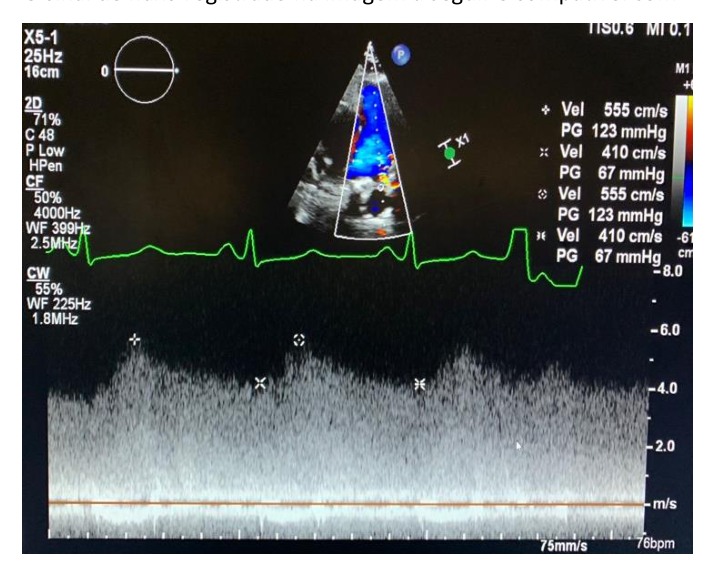 X5-1
25Hz
16cm
0
P
TIS0.6 MI 0.1
M1
X1
2D
71%
C 48
P Low
HPen
CF
50%
4000Hz
WF 399Hz
2.5MHz
CW
55%
WF 225Hz
1.8MHz
Vel 555 cm/s
PG 123 mmHg
Vel 410 cm/s
PG 67 mmHg
Vel 555 cm/s
PG 123 mmHg
Vel 410 cm/s
PG 67 mmHg
-61
cm
-8.0
-6.0
-4.0
-2.0
m/s
75mm/s
76bpm